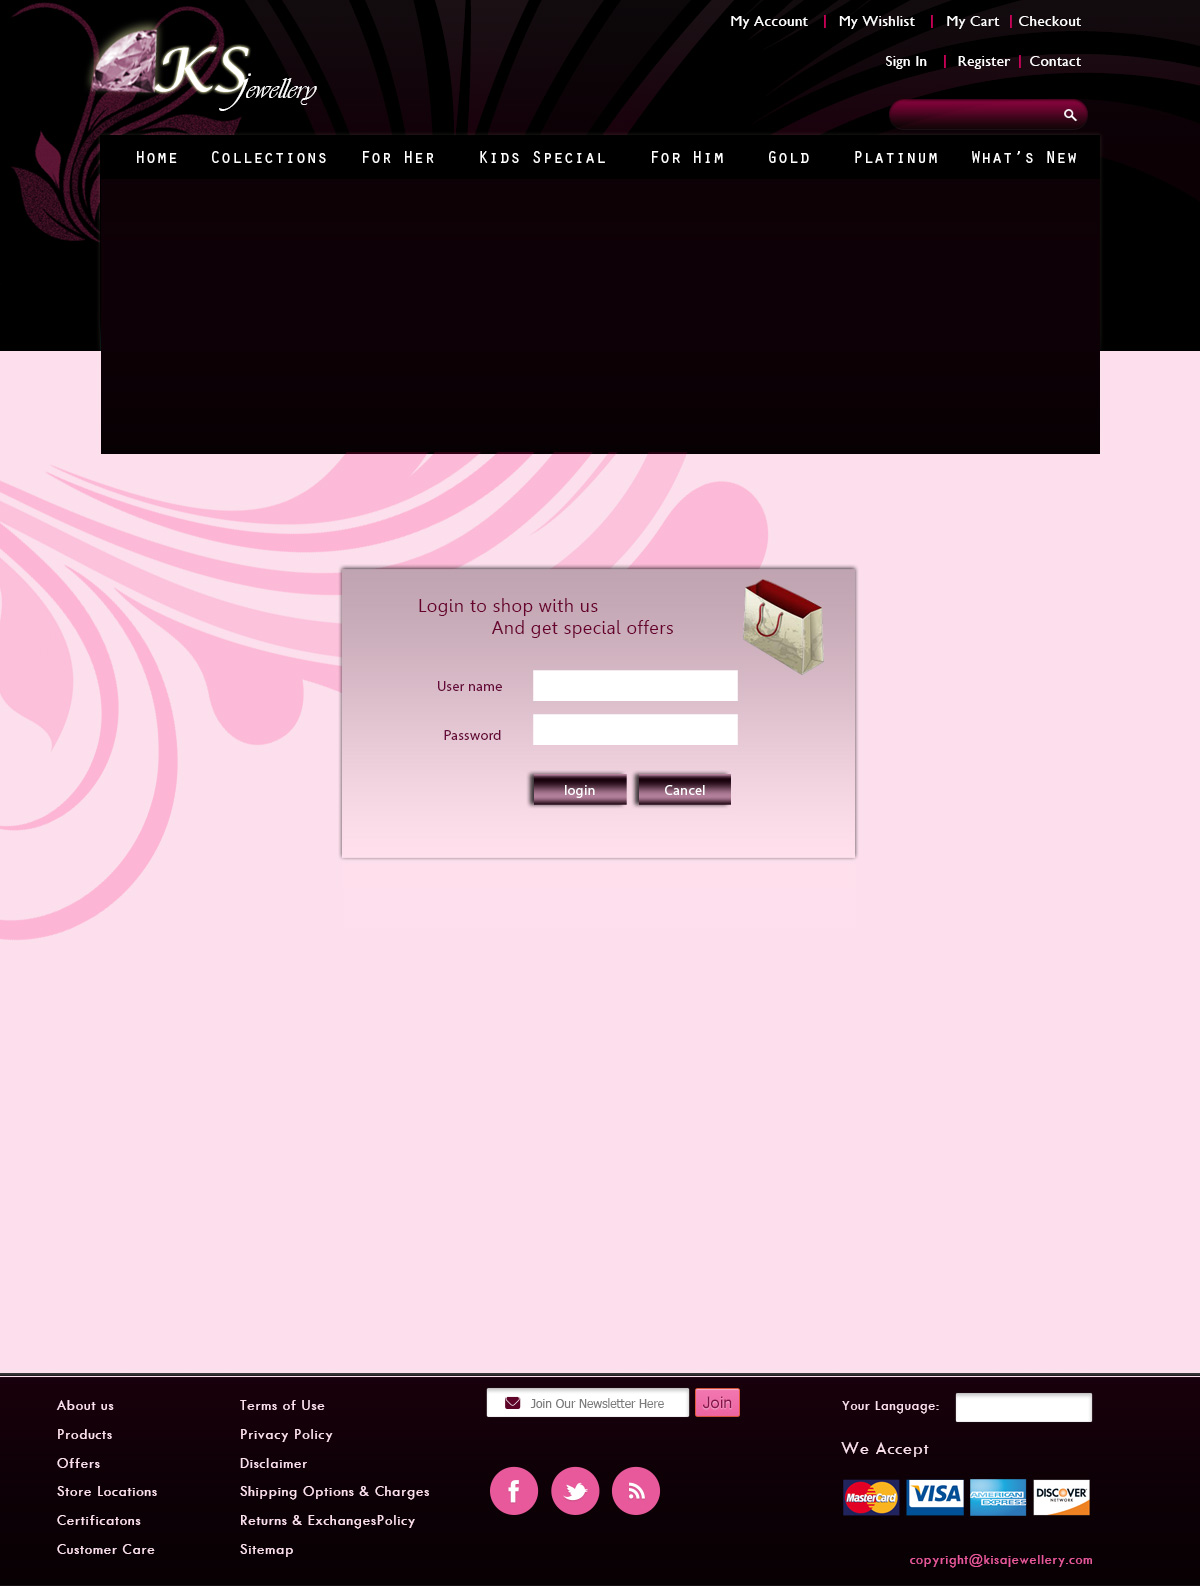 My Account | My Wishlist | My Cart | Checkout
Sign In | Register | Contact
KS jewellery
Home Collections For Her Kids Special For Him Gold Platinum What's New
Login to shop with us
And get special offers
User name
Password
login Cancel
About us
Products
Offers
Store Locations
Certificatons
Customer Care
Terms of Use
Privacy Policy
Disclaimer
Shipping Options & Charges
Returns & ExchangesPolicy
Sitemap
Join Our Newsletter Here Join
Your Language:
We Accept
MasterCard VISA AMERICAN EXPRESS DISCOVER NETWORK
copyright@kisajewellery.com